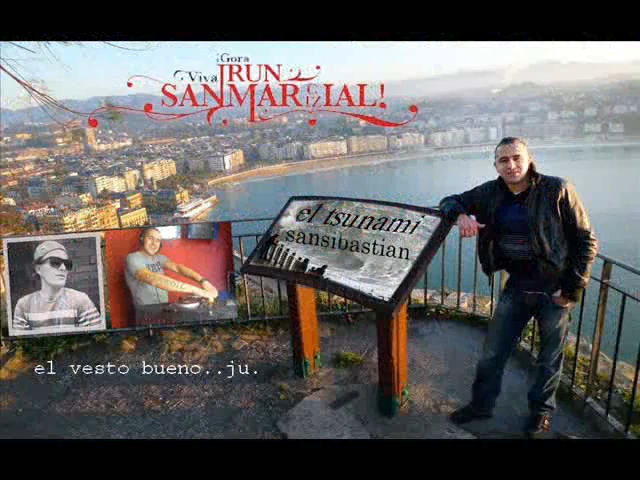 ¡Gora
Viva IRUN
SANMARCIAL!
el tsunami
sansibastian
el vesto bueno..ju.